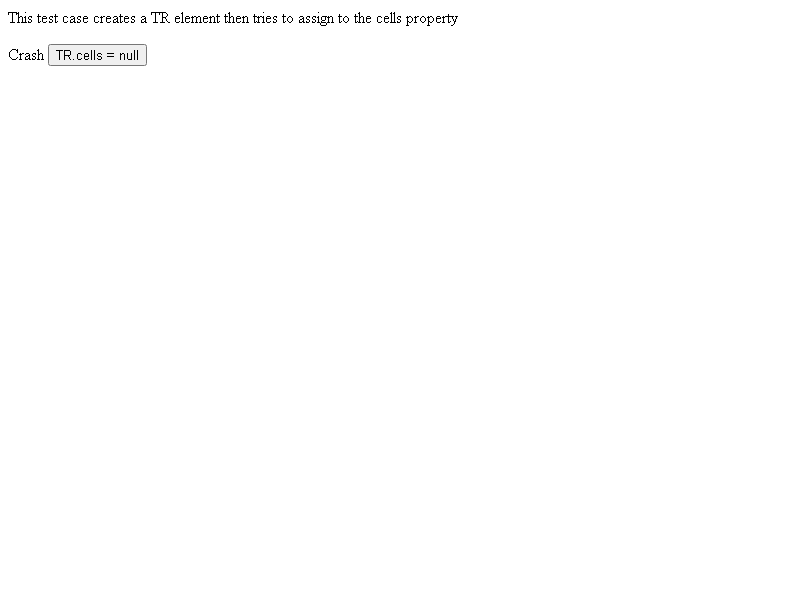 This test case creates a TR element then tries to assign to the cells property
Crash TR.cells = null